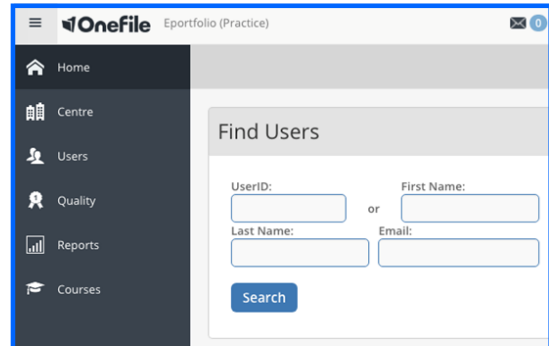 Onefile Eportfolio (Practice) 0
Home
Centre
Users
Quality
Reports
Courses
Find Users
UserID: First Name:
or
Last Name: Email:
Search